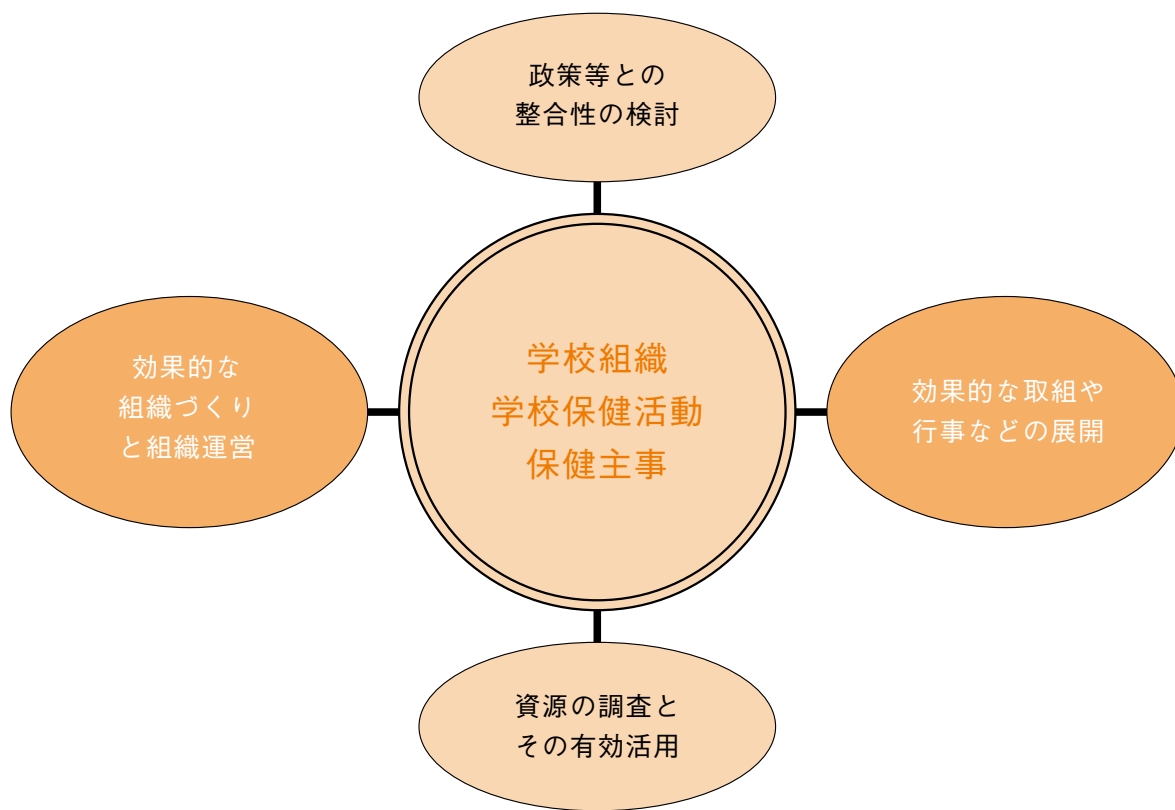 政策等との
整合性の検討
効果的な
組織づくり
と組織運営
学校組織
学校保健活動
保健主事
効果的な取組や
行事などの展開
資源の調査と
その有効活用